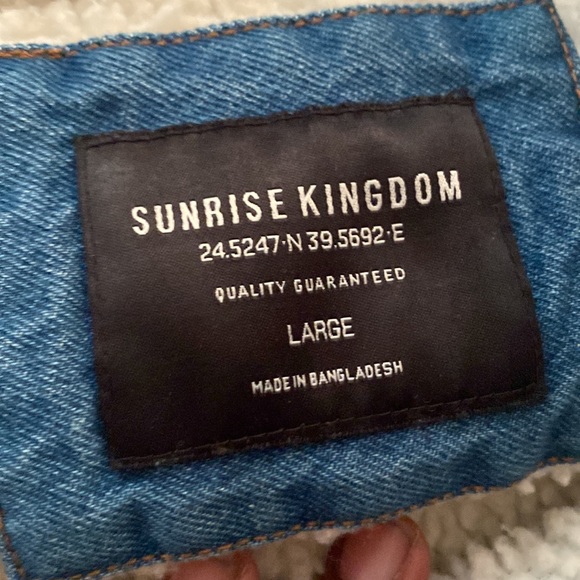 SUNRISE KINGDOM
24.5247·N 39.5692·E
QUALITY GUARANTEED
LARGE
MADE IN BANGLADESH